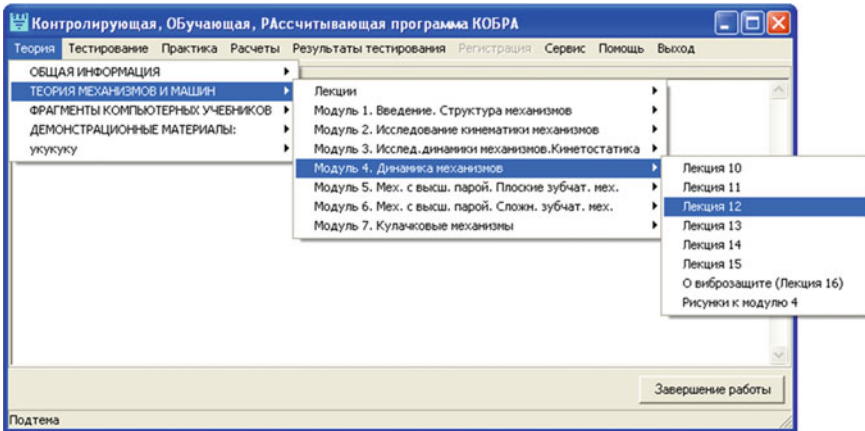 Контролирующая, ОБучающая, РАссчитывающая программа КОБРА
Теория Тестирование Практика Расчеты Результаты тестирования Регистрация Сервис Помощь Выход
ОБЩАЯ ИНФОРМАЦИЯ
ТЕОРИЯ МЕХАНИЗМОВ И МАШИН
ФРАГМЕНТЫ КОМПЬЮТЕРНЫХ УЧЕБНИКОВ
ДЕМОНСТРАЦИОННЫЕ МАТЕРИАЛЫ:
укукуку
Лекции
Модуль 1. Введение. Структура механизмов
Модуль 2. Исследование кинематики механизмов
Модуль 3. Исслед.динамики механизмов.Кинетостатика
Модуль 4. Динамика механизмов
Модуль 5. Мех. с высш. парой. Плоские зубчат. мех.
Модуль 6. Мех. с высш. парой. Сложн. зубчат. мех.
Модуль 7. Кулачковые механизмы
Лекция 10
Лекция 11
Лекция 12
Лекция 13
Лекция 14
Лекция 15
О виброзащите (Лекция 16)
Рисунки к модулю 4
Завершение работы
Подтема